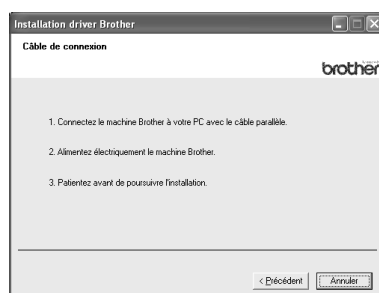 Installation driver Brother
Câble de connexion
brother
1. Connectez le machine Brother à votre PC avec le câble parallèle.
2. Alimentez électriquement le machine Brother.
3. Patientez avant de poursuivre l'installation.
< Précédent
Annuler